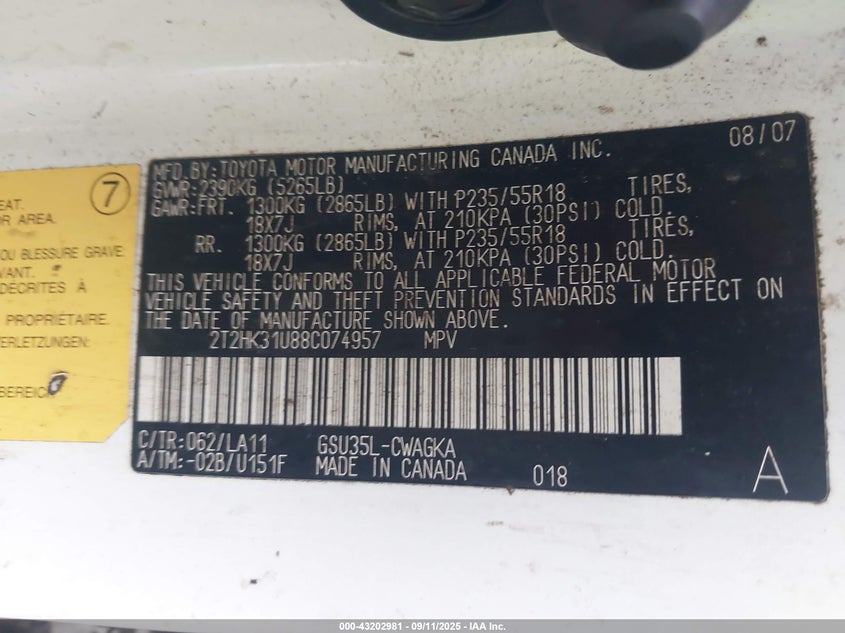 7
EAT.
OR AREA.
OU BLESSURE GRAVE
VANT.
DÉCRITES À
PROPRIÉTAIRE.
VERLETZUNG:
BEREICH
MFD.BY:TOYOTA MOTOR MANUFACTURING CANADA INC. 08/07
GVWR:2390KG (5265LB)
GAWR:FRT. 1300KG (2865LB) WITH P235/55R18 TIRES,
18X7J RIMS, AT 210KPA (30PSI) COLD.
RR. 1300KG (2865LB) WITH P235/55R18 TIRES,
18X7J RIMS, AT 210KPA (30PSI) COLD.
THIS VEHICLE CONFORMS TO ALL APPLICABLE FEDERAL MOTOR
VEHICLE SAFETY AND THEFT PREVENTION STANDARDS IN EFFECT ON
THE DATE OF MANUFACTURE SHOWN ABOVE.
2T2HK31U88C074957 MPV
C/TR:062/LA11 GSU35L-CWAGKA
A/TM:-02B/U151F MADE IN CANADA 018 A
000-43202981 - 09/11/2025 - IAA Inc.